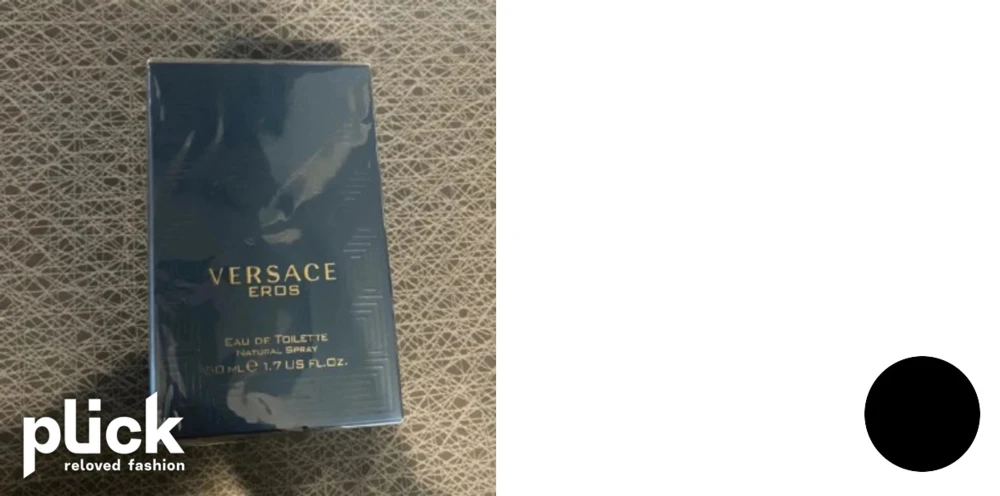 VERSACE
EROS
EAU DE TOILETTE
NATURAL SPRAY
50 ML ℮ 1.7 US FL.OZ.
plick
reloved fashion